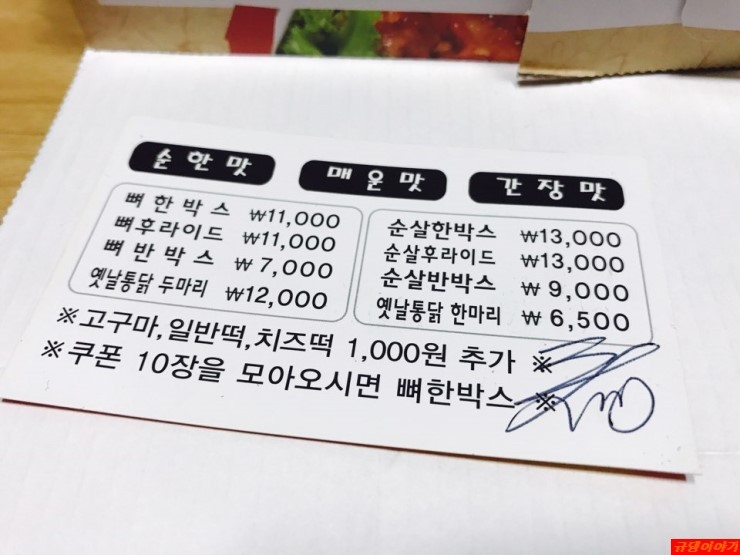 순한맛 매운맛 간장맛
뼈 한 박 스 ₩11,000
뼈후라이드 ₩11,000
뼈 반 박 스 ₩ 7,000
옛날통닭 두마리 ₩12,000
순살한박스 ₩13,000
순살후라이드 ₩13,000
순살반박스 ₩ 9,000
옛날통닭 한마리 ₩ 6,500
※고구마,일반떡,치즈떡 1,000원 추가 ※
※쿠폰 10장을 모아오시면 뼈한박스 ※
규댕이야기